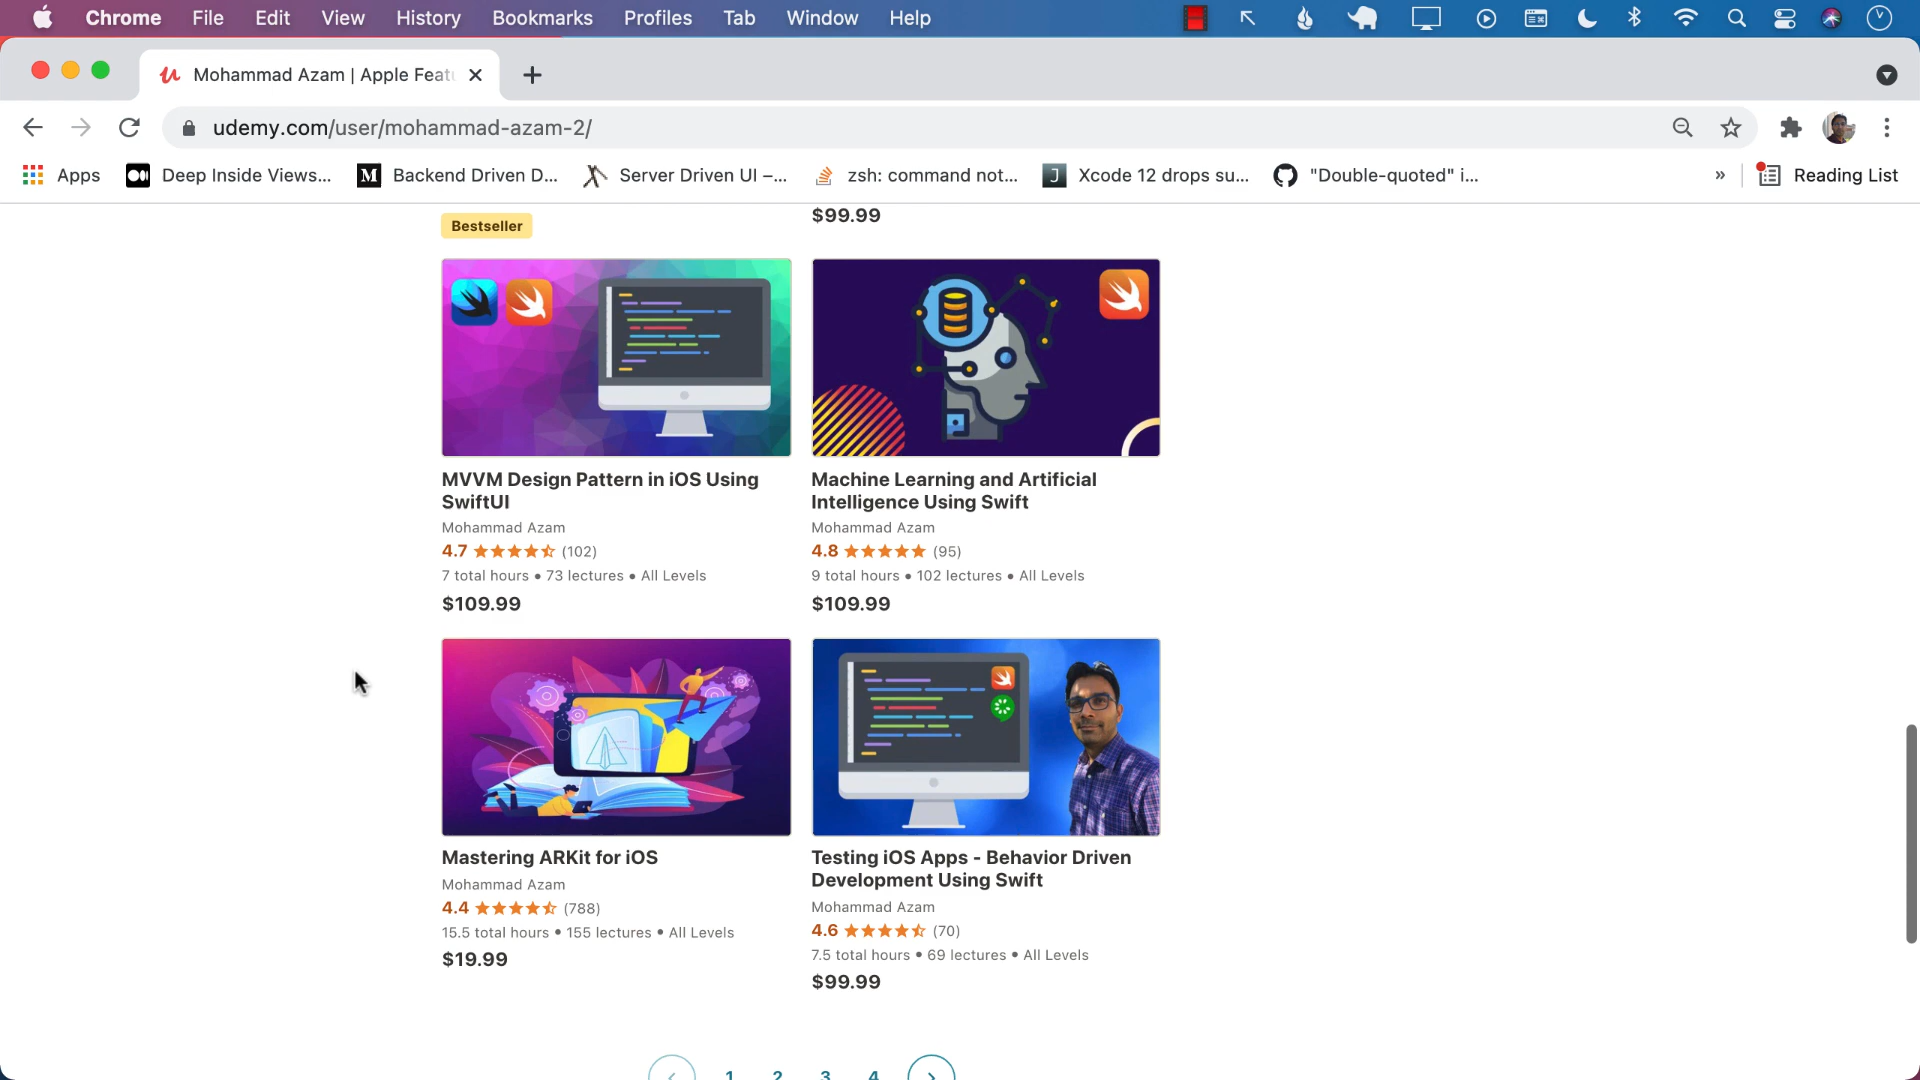 Chrome File Edit View History Bookmarks Profiles Tab Window Help
Mohammad Azam | Apple Feat
udemy.com/user/mohammad-azam-2/
Apps Deep Inside Views... Backend Driven D... Server Driven UI –... zsh: command not... Xcode 12 drops su... "Double-quoted" i... » Reading List
Bestseller
$99.99
MVVM Design Pattern in iOS Using
SwiftUI
Mohammad Azam
4.7 (102)
7 total hours • 73 lectures • All Levels
$109.99
Machine Learning and Artificial
Intelligence Using Swift
Mohammad Azam
4.8 (95)
9 total hours • 102 lectures • All Levels
$109.99
Mastering ARKit for iOS
Mohammad Azam
4.4 (788)
15.5 total hours • 155 lectures • All Levels
$19.99
Testing iOS Apps - Behavior Driven
Development Using Swift
Mohammad Azam
4.6 (70)
7.5 total hours • 69 lectures • All Levels
$99.99
1 2 3 4